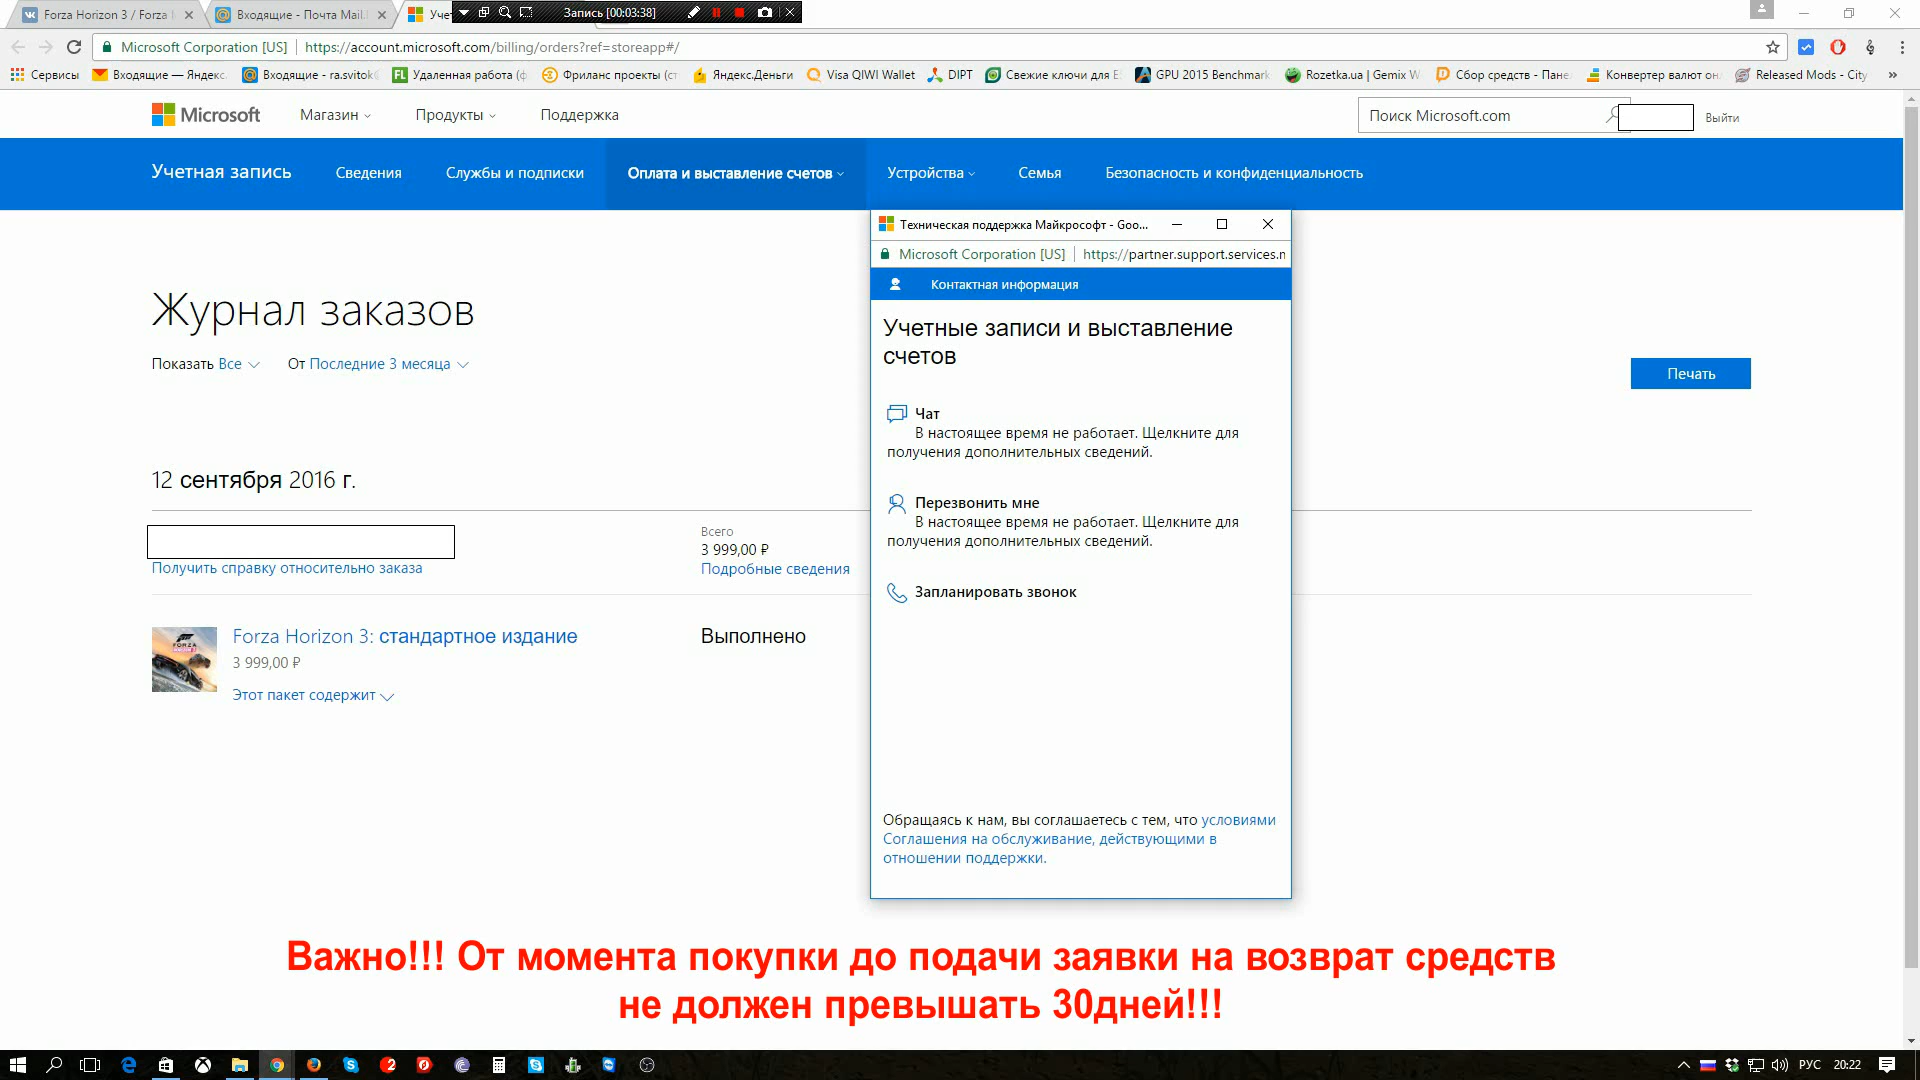 Forza Horizon 3 / Forza
Входящие - Почта Mail.
Уче
Запись [00:03:38]
Microsoft Corporation [US]
https://account.microsoft.com/billing/orders?ref=storeapp#/
Сервисы
Входящие — Яндекс.
Входящие - ra.svitok
Удаленная работа (ф
Фриланс проекты (ст
Яндекс.Деньги
Visa QIWI Wallet
DIPT
Свежие ключи для E
GPU 2015 Benchmark
Rozetka.ua | Gemix W
Сбор средств - Пане
Конвертер валют он
Released Mods - City
»
Microsoft
Магазин
Продукты
Поддержка
Поиск Microsoft.com
Выйти
Учетная запись
Сведения
Службы и подписки
Оплата и выставление счетов
Устройства
Семья
Безопасность и конфиденциальность
Журнал заказов
Показать Все
От Последние 3 месяца
Печать
12 сентября 2016 г.
Всего
3 999,00 ₽
Получить справку относительно заказа
Подробные сведения
Forza Horizon 3: стандартное издание
3 999,00 ₽
Этот пакет содержит
Выполнено
Техническая поддержка Майкрософт - Goo...
Microsoft Corporation [US]
https://partner.support.services.m
Контактная информация
Учетные записи и выставление
счетов
Чат
В настоящее время не работает. Щелкните для
получения дополнительных сведений.
Перезвонить мне
В настоящее время не работает. Щелкните для
получения дополнительных сведений.
Запланировать звонок
Обращаясь к нам, вы соглашаетесь с тем, что условиями
Соглашения на обслуживание, действующими в
отношении поддержки.
Важно!!! От момента покупки до подачи заявки на возврат средств
не должен превышать 30дней!!!
РУС
20:22